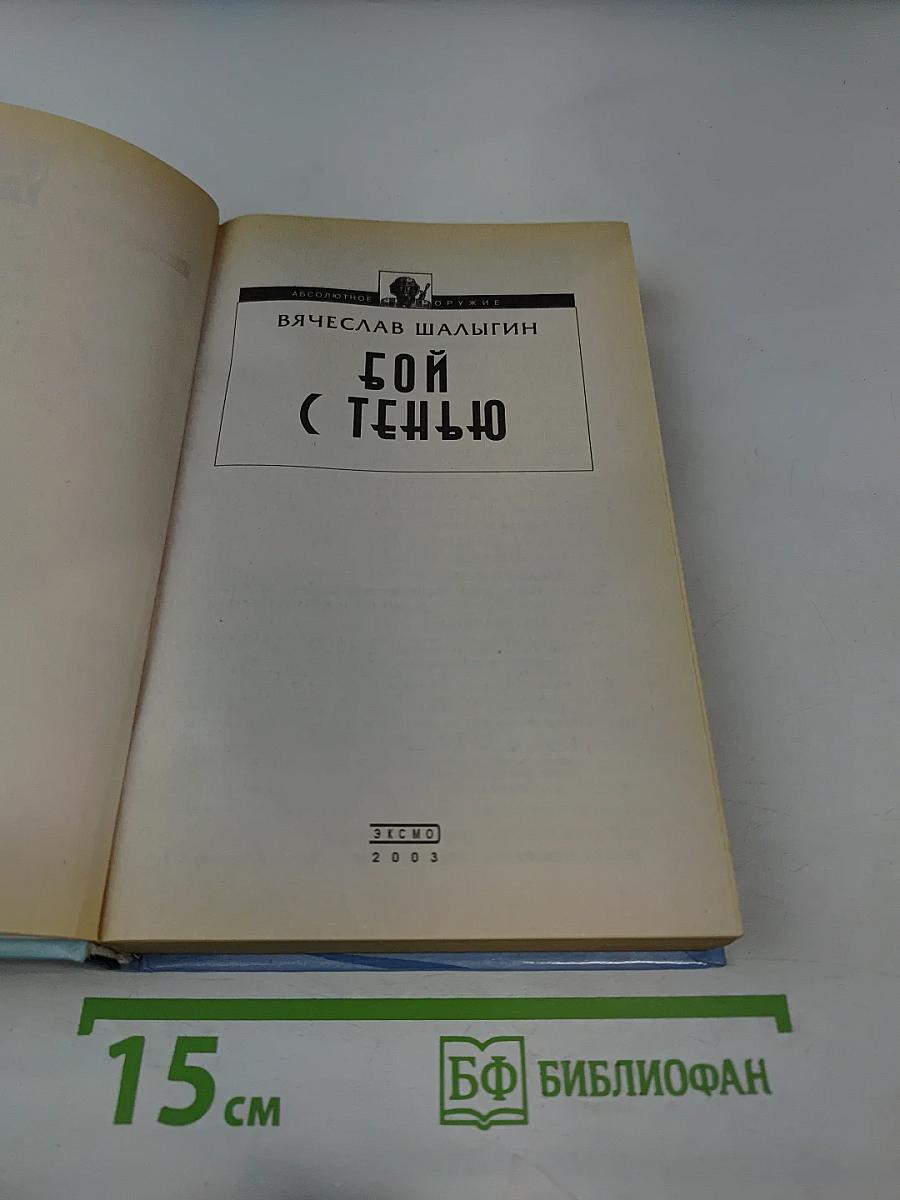 АБСОЛЮТНОЕ ОРУЖИЕ
ВЯЧЕСЛАВ ШАЛЫГИН
БОЙ
С ТЕНЬЮ
ЭКСМО
2003
15 см
БФ БИБЛИОФАН